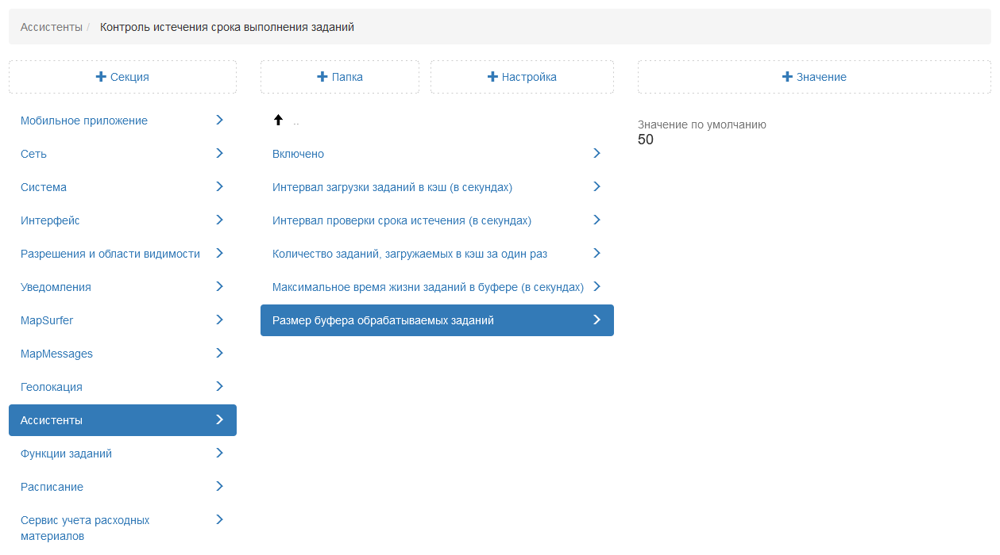 Ассистенты / Контроль истечения срока выполнения заданий
Секция
Папка
Настройка
Значение
Мобильное приложение
Сеть
Система
Интерфейс
Разрешения и области видимости
Уведомления
MapSurfer
MapMessages
Геолокация
Ассистенты
Функции заданий
Расписание
Сервис учета расходных
материалов
..
Включено
Интервал загрузки заданий в кэш (в секундах)
Интервал проверки срока истечения (в секундах)
Количество заданий, загружаемых в кэш за один раз
Максимальное время жизни заданий в буфере (в секундах)
Размер буфера обрабатываемых заданий
Значение по умолчанию
50